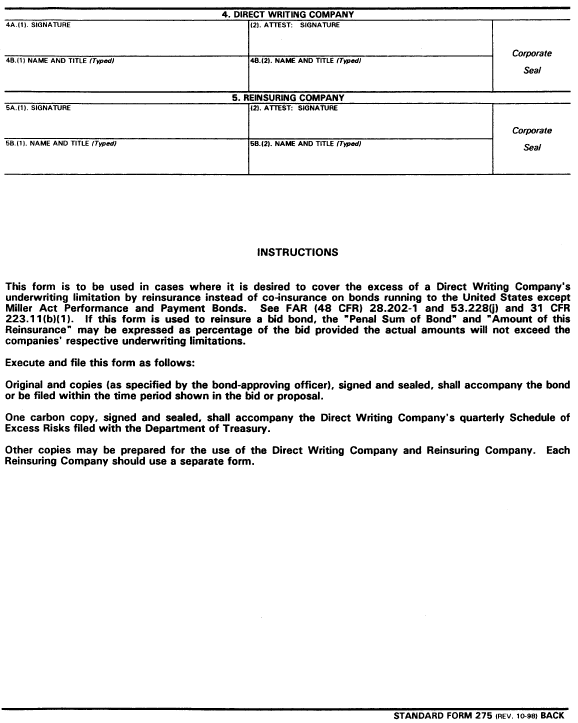 4. DIRECT WRITING COMPANY
4A.(1). SIGNATURE
(2). ATTEST: SIGNATURE
Corporate
Seal
4B.(1) NAME AND TITLE (Typed)
4B.(2). NAME AND TITLE (Typed)
5. REINSURING COMPANY
5A.(1). SIGNATURE
(2). ATTEST: SIGNATURE
Corporate
Seal
5B.(1). NAME AND TITLE (Typed)
5B.(2). NAME AND TITLE (Typed)
INSTRUCTIONS
This form is to be used in cases where it is desired to cover the excess of a Direct Writing Company's
underwriting limitation by reinsurance instead of co-insurance on bonds running to the United States except
Miller Act Performance and Payment Bonds. See FAR (48 CFR) 28.202-1 and 53.228(j) and 31 CFR
223.11(b)(1). If this form is used to reinsure a bid bond, the "Penal Sum of Bond" and "Amount of this
Reinsurance" may be expressed as percentage of the bid provided the actual amounts will not exceed the
companies' respective underwriting limitations.
Execute and file this form as follows:
Original and copies (as specified by the bond-approving officer), signed and sealed, shall accompany the bond
or be filed within the time period shown in the bid or proposal.
One carbon copy, signed and sealed, shall accompany the Direct Writing Company's quarterly Schedule of
Excess Risks filed with the Department of Treasury.
Other copies may be prepared for the use of the Direct Writing Company and Reinsuring Company. Each
Reinsuring Company should use a separate form.
STANDARD FORM 275 (REV. 10-98) BACK